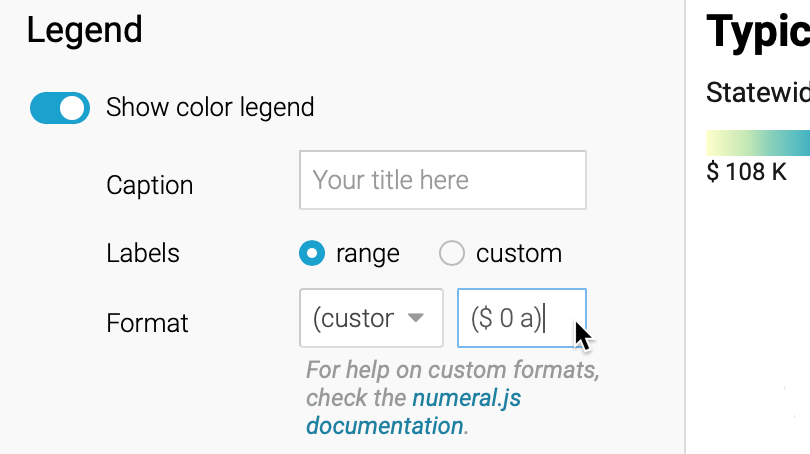 Legend
Show color legend
Caption
Your title here
Labels
range
custom
Format
(custor
($ 0 a)
For help on custom formats,
check the numeral.js
documentation.
Typic
Statewid
$ 108 K